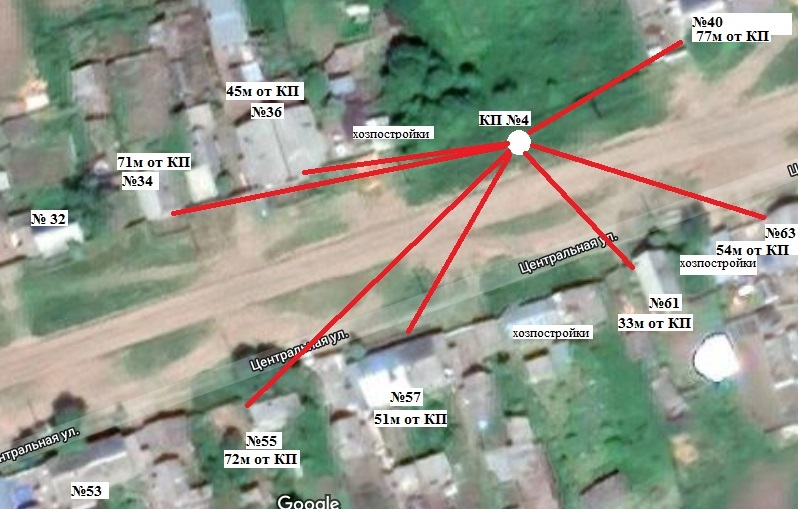 №40
77м от КП
45м от КП
№36
КП №4
хозпостройки
71м от КП
№34
№ 32
Ц
№63
54м от КП
Центральная ул.
хозпостройки
№61
33м от КП
хозпостройки
Центральная ул.
№57
51м от КП
нтральная ул.
№55
72м от КП
№53
Google